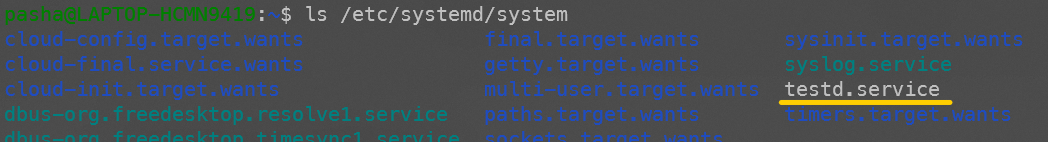 pasha@LAPTOP-HCMN9419:~$ ls /etc/systemd/system
cloud-config.target.wants final.target.wants sysinit.target.wants
cloud-final.service.wants getty.target.wants syslog.service
cloud-init.target.wants multi-user.target.wants testd.service
dbus-org.freedesktop.resolve1.service paths.target.wants timers.target.wants
dbus-org.freedesktop.timesync1.service sockets.target.wants